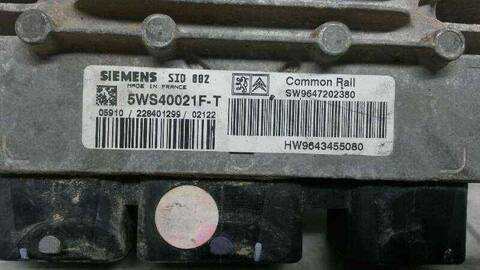 SIEMENS SID 802
MADE IN FRANCE
5WS40021F-T
05910 / 228401299 / 02122
Common Rail
SW9647202380
HW9643455080